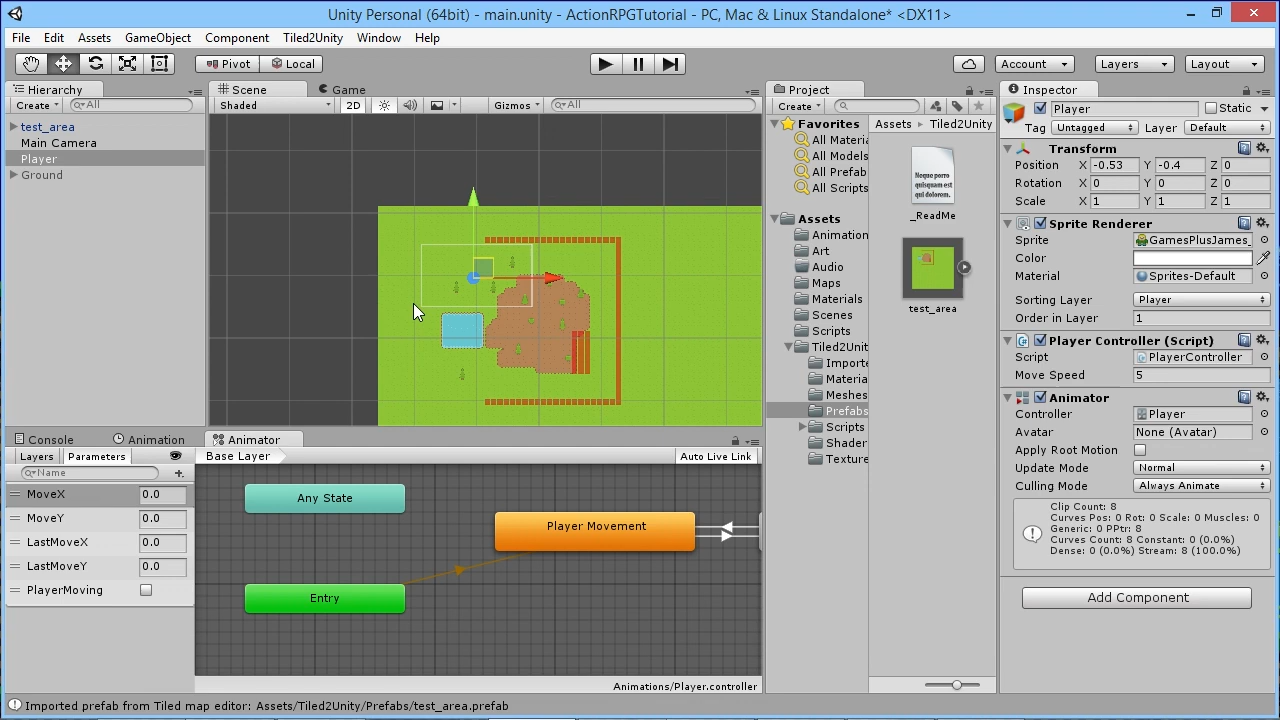 Unity Personal (64bit) - main.unity - ActionRPGTutorial - PC, Mac & Linux Standalone* <DX11>
File Edit Assets GameObject Component Tiled2Unity Window Help
Pivot Local Account Layers Layout
Hierarchy
Create All
test_area
Main Camera
Player
Ground
Scene Game
Shaded 2D Gizmos All
Console Animation Animator
Layers Parameters
Name
MoveX 0.0
MoveY 0.0
LastMoveX 0.0
LastMoveY 0.0
PlayerMoving
Base Layer Auto Live Link
Any State
Player Movement
Entry
Animations/Player.controller
Project
Create
Favorites
All Materia
All Models
All Prefab
All Scripts
Assets
Animation
Art
Audio
Maps
Materials
Scenes
Scripts
Tiled2Unit
Importe
Materia
Meshes
Prefabs
Scripts
Shader
Texture
Assets Tiled2Unity
Neque porro
quisquam est
qui dolorem.
_ReadMe
test_area
Inspector
Player Static
Tag Untagged Layer Default
Transform
Position X -0.53 Y -0.4 Z 0
Rotation X 0 Y 0 Z 0
Scale X 1 Y 1 Z 1
Sprite Renderer
Sprite GamesPlusJames_
Color
Material Sprites-Default
Sorting Layer Player
Order in Layer 1
Player Controller (Script)
Script PlayerController
Move Speed 5
Animator
Controller Player
Avatar None (Avatar)
Apply Root Motion
Update Mode Normal
Culling Mode Always Animate
Clip Count: 8
Curves Pos: 0 Rot: 0 Scale: 0 Muscles: 0
Generic: 0 PPtr: 8
Curves Count: 8 Constant: 0 (0.0%)
Dense: 0 (0.0%) Stream: 8 (100.0%)
Add Component
Imported prefab from Tiled map editor: Assets/Tiled2Unity/Prefabs/test_area.prefab